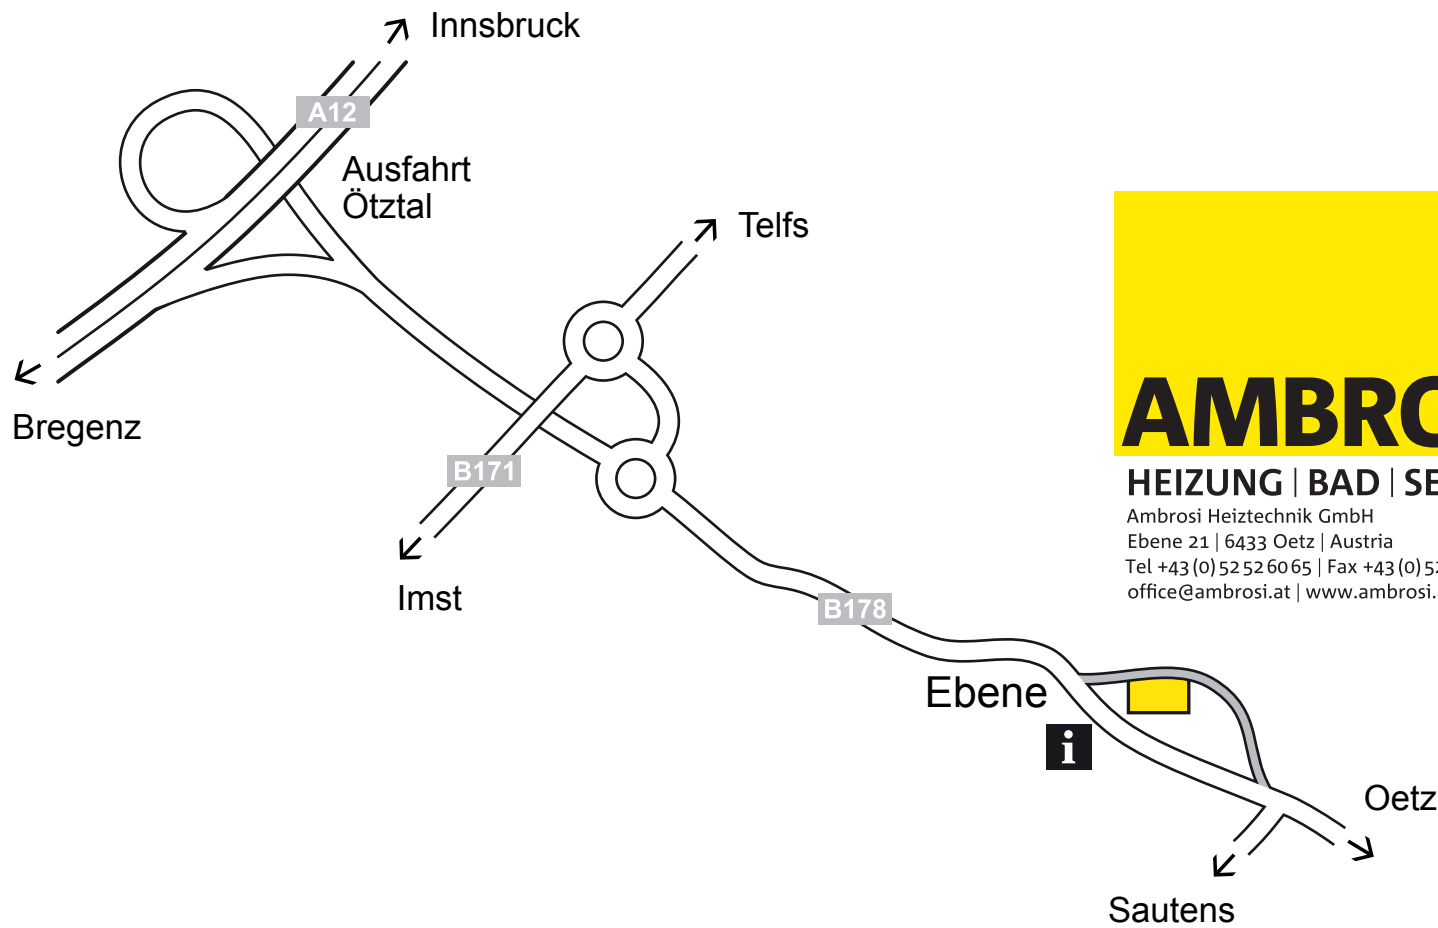 Innsbruck
A12
Ausfahrt
Ötztal
Telfs
Bregenz
B171
Imst
AMBRO
HEIZUNG | BAD | SE
Ambrosi Heiztechnik GmbH
Ebene 21 | 6433 Oetz | Austria
Tel +43 (0) 52 52 60 65 | Fax +43 (0) 52
office@ambrosi.at | www.ambrosi.
B178
Ebene
i
Oetz
Sautens